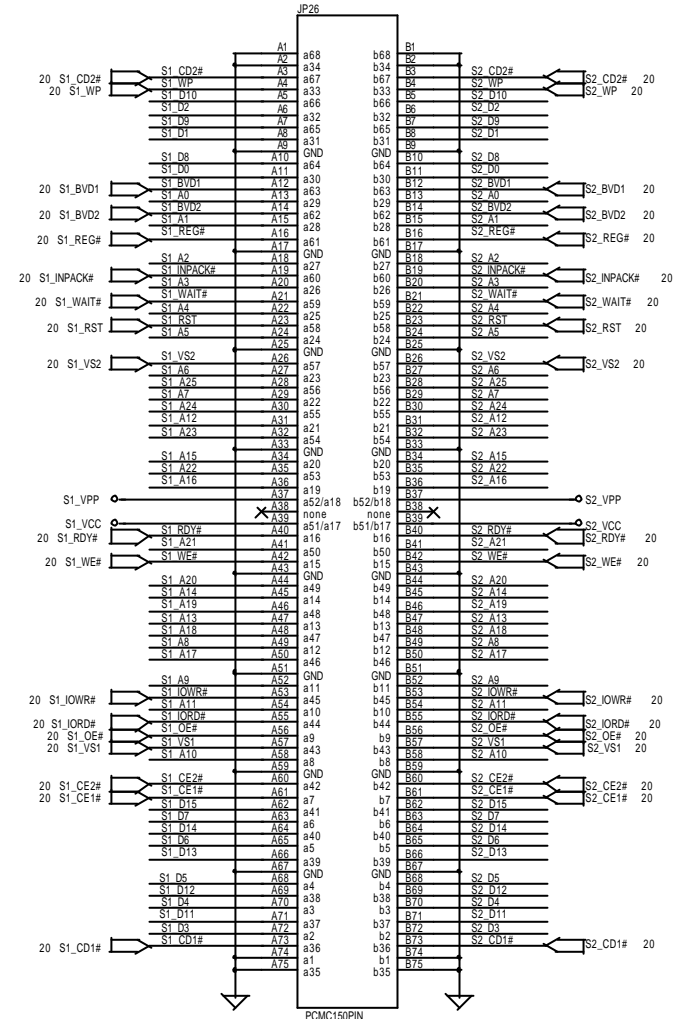 JP26
A1 a68 b68 B1
A2 a34 b34 B2
20 S1_CD2# S1_CD2# A3 a67 b67 B3 S2_CD2# S2_CD2# 20
20 S1_WP S1_WP A4 a33 b33 B4 S2_WP S2_WP 20
S1_D10 A5 a66 b66 B5 S2_D10
S1_D2 A6 a32 b32 B6 S2_D2
S1_D9 A7 a65 b65 B7 S2_D9
S1_D1 A8 a31 b31 B8 S2_D1
A9 GND GND B9
S1_D8 A10 a64 b64 B10 S2_D8
S1_D0 A11 a30 b30 B11 S2_D0
20 S1_BVD1 S1_BVD1 A12 a63 b63 B12 S2_BVD1 S2_BVD1 20
S1_A0 A13 a29 b29 B13 S2_A0
20 S1_BVD2 S1_BVD2 A14 a62 b62 B14 S2_BVD2 S2_BVD2 20
S1_A1 A15 a28 b28 B15 S2_A1
20 S1_REG# S1_REG# A16 a61 b61 B16 S2_REG# S2_REG# 20
A17 GND GND B17
S1_A2 A18 a27 b27 B18 S2_A2
20 S1_INPACK# S1_INPACK# A19 a60 b60 B19 S2_INPACK# S2_INPACK# 20
S1_A3 A20 a26 b26 B20 S2_A3
20 S1_WAIT# S1_WAIT# A21 a59 b59 B21 S2_WAIT# S2_WAIT# 20
S1_A4 A22 a25 b25 B22 S2_A4
20 S1_RST S1_RST A23 a58 b58 B23 S2_RST S2_RST 20
S1_A5 A24 a24 b24 B24 S2_A5
A25 GND GND B25
20 S1_VS2 S1_VS2 A26 a57 b57 B26 S2_VS2 S2_VS2 20
S1_A6 A27 a23 b23 B27 S2_A6
S1_A25 A28 a56 b56 B28 S2_A25
S1_A7 A29 a22 b22 B29 S2_A7
S1_A24 A30 a55 b55 B30 S2_A24
S1_A12 A31 a21 b21 B31 S2_A12
S1_A23 A32 a54 b54 B32 S2_A23
A33 GND GND B33
S1_A15 A34 a20 b20 B34 S2_A15
S1_A22 A35 a53 b53 B35 S2_A22
S1_A16 A36 a19 b19 B36 S2_A16
S1_VPP A37 a52/a18 b52/b18 B37 S2_VPP
A38 none none B38
S1_VCC A39 a51/a17 b51/b17 B39 S2_VCC
20 S1_RDY# S1_RDY# A40 a16 b16 B40 S2_RDY# S2_RDY# 20
S1_A21 A41 a50 b50 B41 S2_A21
20 S1_WE# S1_WE# A42 a15 b15 B42 S2_WE# S2_WE# 20
A43 GND GND B43
S1_A20 A44 a49 b49 B44 S2_A20
S1_A14 A45 a14 b14 B45 S2_A14
S1_A19 A46 a48 b48 B46 S2_A19
S1_A13 A47 a13 b13 B47 S2_A13
S1_A18 A48 a47 b47 B48 S2_A18
S1_A8 A49 a12 b12 B49 S2_A8
S1_A17 A50 a46 b46 B50 S2_A17
A51 GND GND B51
S1_A9 A52 a11 b11 B52 S2_A9
20 S1_IOWR# S1_IOWR# A53 a45 b45 B53 S2_IOWR# S2_IOWR# 20
S1_A11 A54 a10 b10 B54 S2_A11
20 S1_IORD# S1_IORD# A55 a44 b44 B55 S2_IORD# S2_IORD# 20
20 S1_OE# S1_OE# A56 a9 b9 B56 S2_OE# S2_OE# 20
20 S1_VS1 S1_VS1 A57 a43 b43 B57 S2_VS1 S2_VS1 20
S1_A10 A58 a8 b8 B58 S2_A10
A59 GND GND B59
20 S1_CE2# S1_CE2# A60 a42 b42 B60 S2_CE2# S2_CE2# 20
20 S1_CE1# S1_CE1# A61 a7 b7 B61 S2_CE1# S2_CE1# 20
S1_D15 A62 a41 b41 B62 S2_D15
S1_D7 A63 a6 b6 B63 S2_D7
S1_D14 A64 a40 b40 B64 S2_D14
S1_D6 A65 a5 b5 B65 S2_D6
S1_D13 A66 a39 b39 B66 S2_D13
A67 GND GND B67
S1_D5 A68 a4 b4 B68 S2_D5
S1_D12 A69 a38 b38 B69 S2_D12
S1_D4 A70 a3 b3 B70 S2_D4
S1_D11 A71 a37 b37 B71 S2_D11
S1_D3 A72 a2 b2 B72 S2_D3
20 S1_CD1# S1_CD1# A73 a36 b36 B73 S2_CD1# S2_CD1# 20
A74 a1 b1 B74
A75 a35 b35 B75
PCMC150PIN